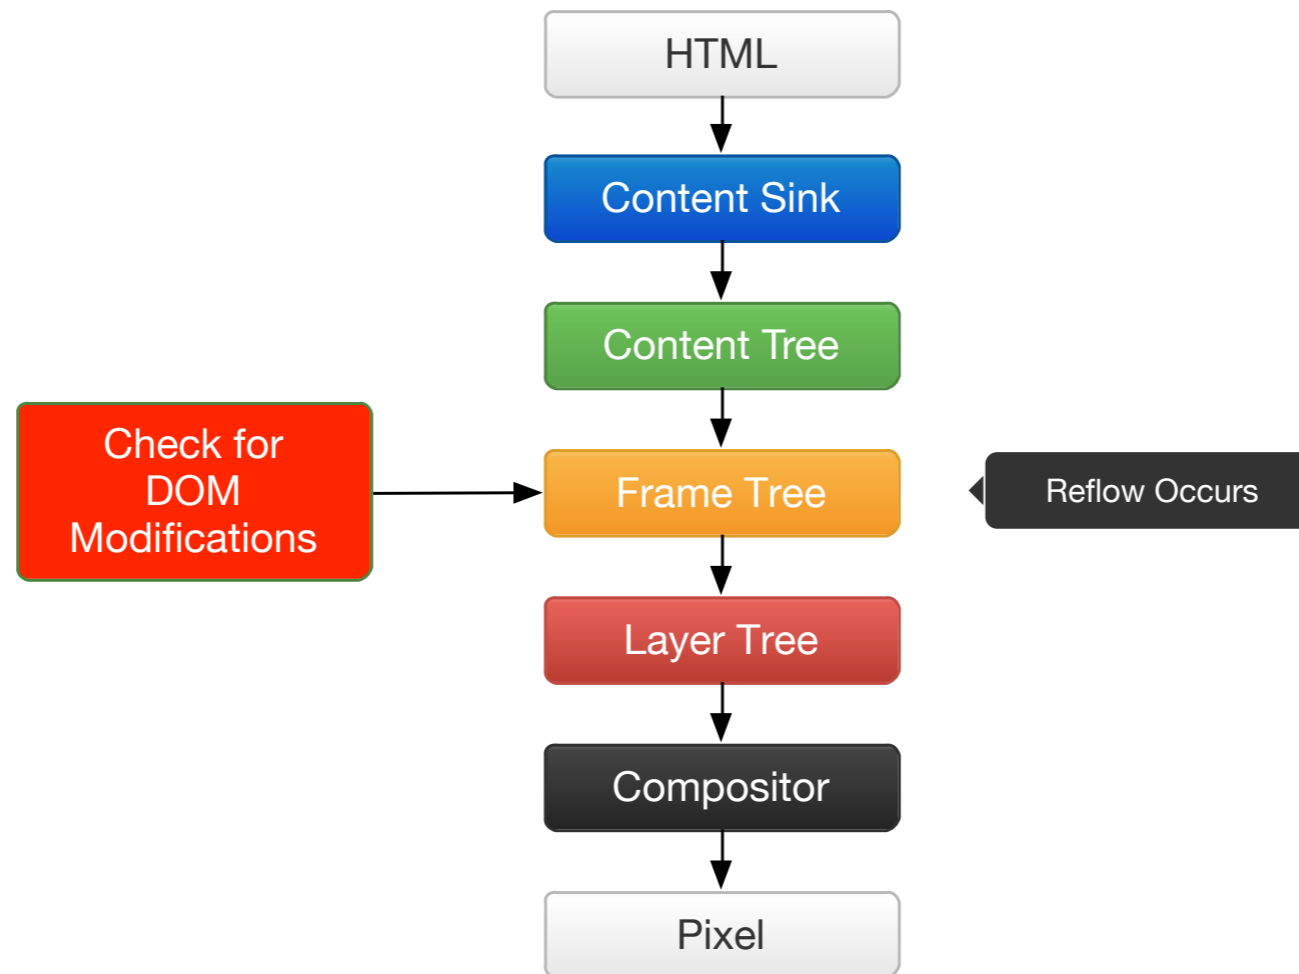 HTML
Content Sink
Content Tree
Check for
DOM
Modifications
Frame Tree
Reflow Occurs
Layer Tree
Compositor
Pixel